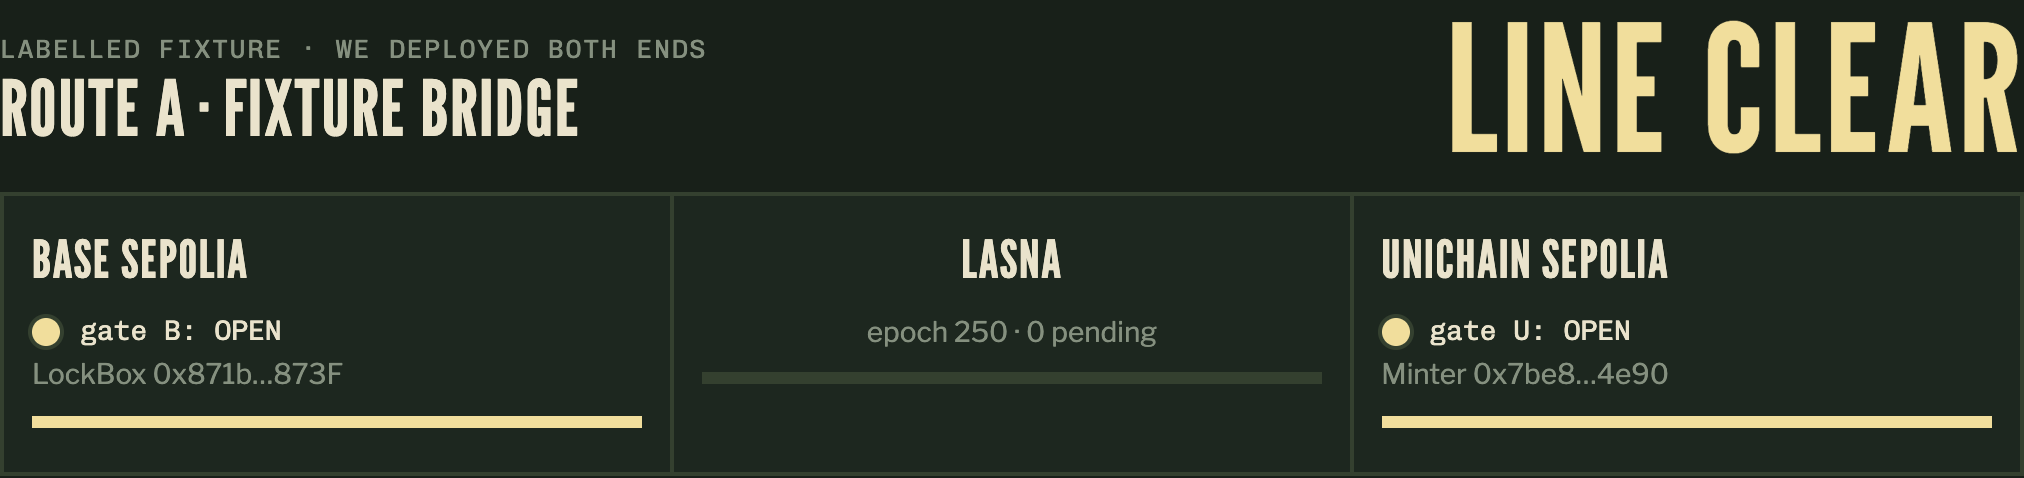 LABELLED FIXTURE · WE DEPLOYED BOTH ENDS
ROUTE A · FIXTURE BRIDGE
LINE CLEAR
BASE SEPOLIA
gate B: OPEN
LockBox 0x871b…873F
LASNA
epoch 250 · 0 pending
UNICHAIN SEPOLIA
gate U: OPEN
Minter 0x7be8…4e90